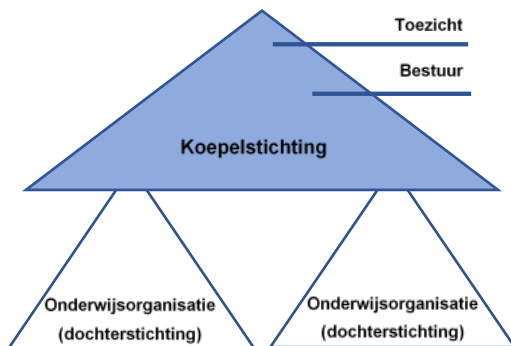 Toezicht
Bestuur
Koepelstichting
Onderwijsorganisatie
(dochterstichting)
Onderwijsorganisatie
(dochterstichting)